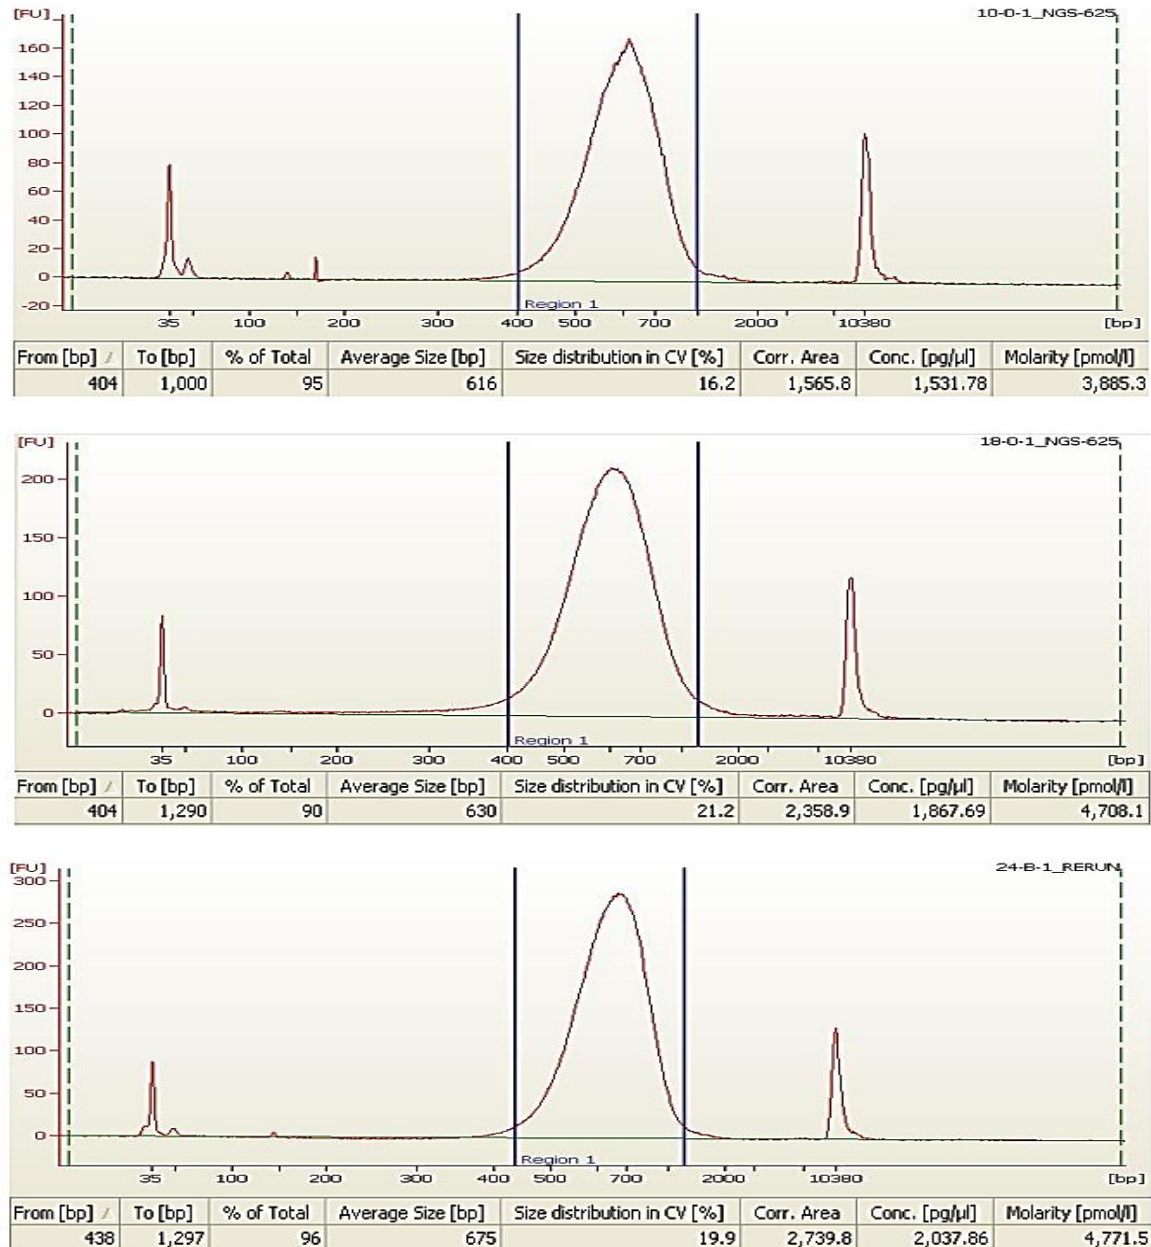 [FU]
10-0-1_NGS-625
160
140
120
100
80
60
40
20
0
-20
Region 1
35 100 200 300 400 500 700 2000 10380 [bp]
From [bp] / To [bp] % of Total Average Size [bp] Size distribution in CV [%] Corr. Area Conc. [pg/µl] Molarity [pmol/l]
404 1,000 95 616 16.2 1,565.8 1,531.78 3,885.3
[FU]
18-0-1_NGS-625
200
150
100
50
0
Region 1
35 100 200 300 400 500 700 2000 10380 [bp]
From [bp] / To [bp] % of Total Average Size [bp] Size distribution in CV [%] Corr. Area Conc. [pg/µl] Molarity [pmol/l]
404 1,290 90 630 21.2 2,358.9 1,867.69 4,708.1
[FU]
24-B-1_RERUN
300
250
200
150
100
50
0
Region 1
35 100 200 300 400 500 700 2000 10380 [bp]
From [bp] / To [bp] % of Total Average Size [bp] Size distribution in CV [%] Corr. Area Conc. [pg/µl] Molarity [pmol/l]
438 1,297 96 675 19.9 2,739.8 2,037.86 4,771.5